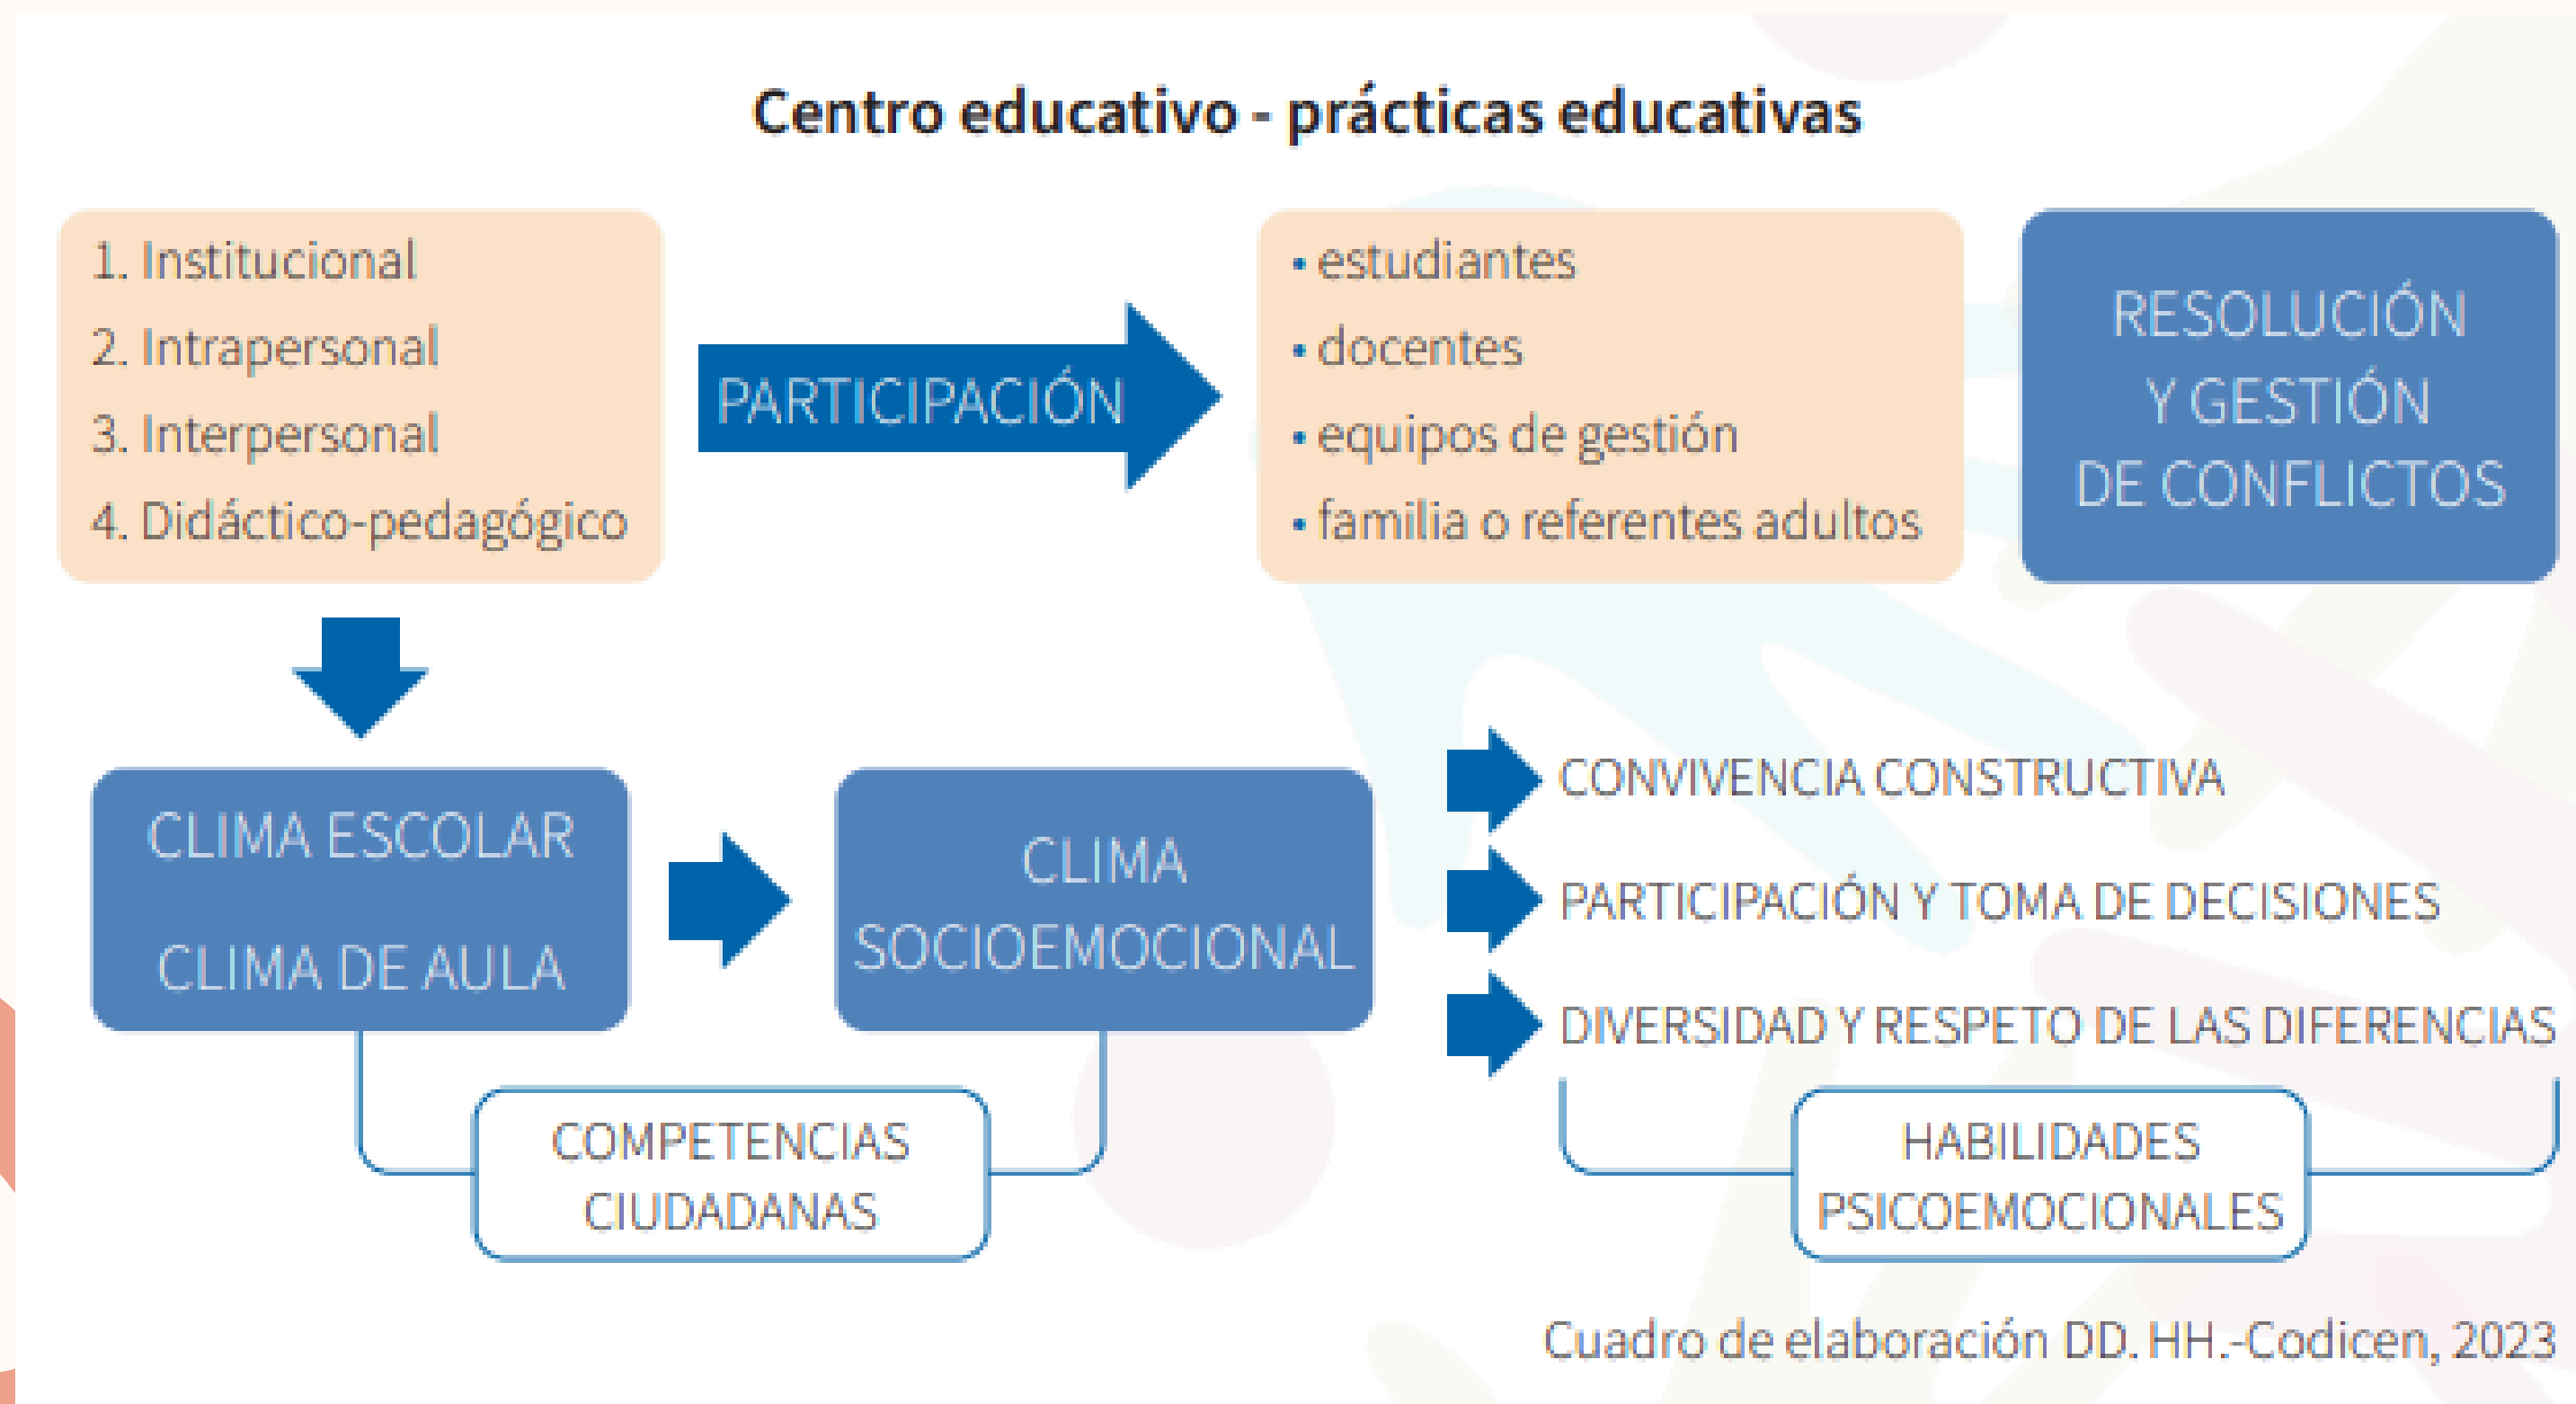 Centro educativo - prácticas educativas
1. Institucional
2. Intrapersonal
3. Interpersonal
4. Didáctico-pedagógico
PARTICIPACIÓN
• estudiantes
• docentes
• equipos de gestión
• familia o referentes adultos
RESOLUCIÓN
Y GESTIÓN
DE CONFLICTOS
CLIMA ESCOLAR
CLIMA DE AULA
CLIMA
SOCIOEMOCIONAL
CONVIVENCIA CONSTRUCTIVA
PARTICIPACIÓN Y TOMA DE DECISIONES
DIVERSIDAD Y RESPETO DE LAS DIFERENCIAS
COMPETENCIAS
CIUDADANAS
HABILIDADES
PSICOEMOCIONALES
Cuadro de elaboración DD. HH.-Codicen, 2023